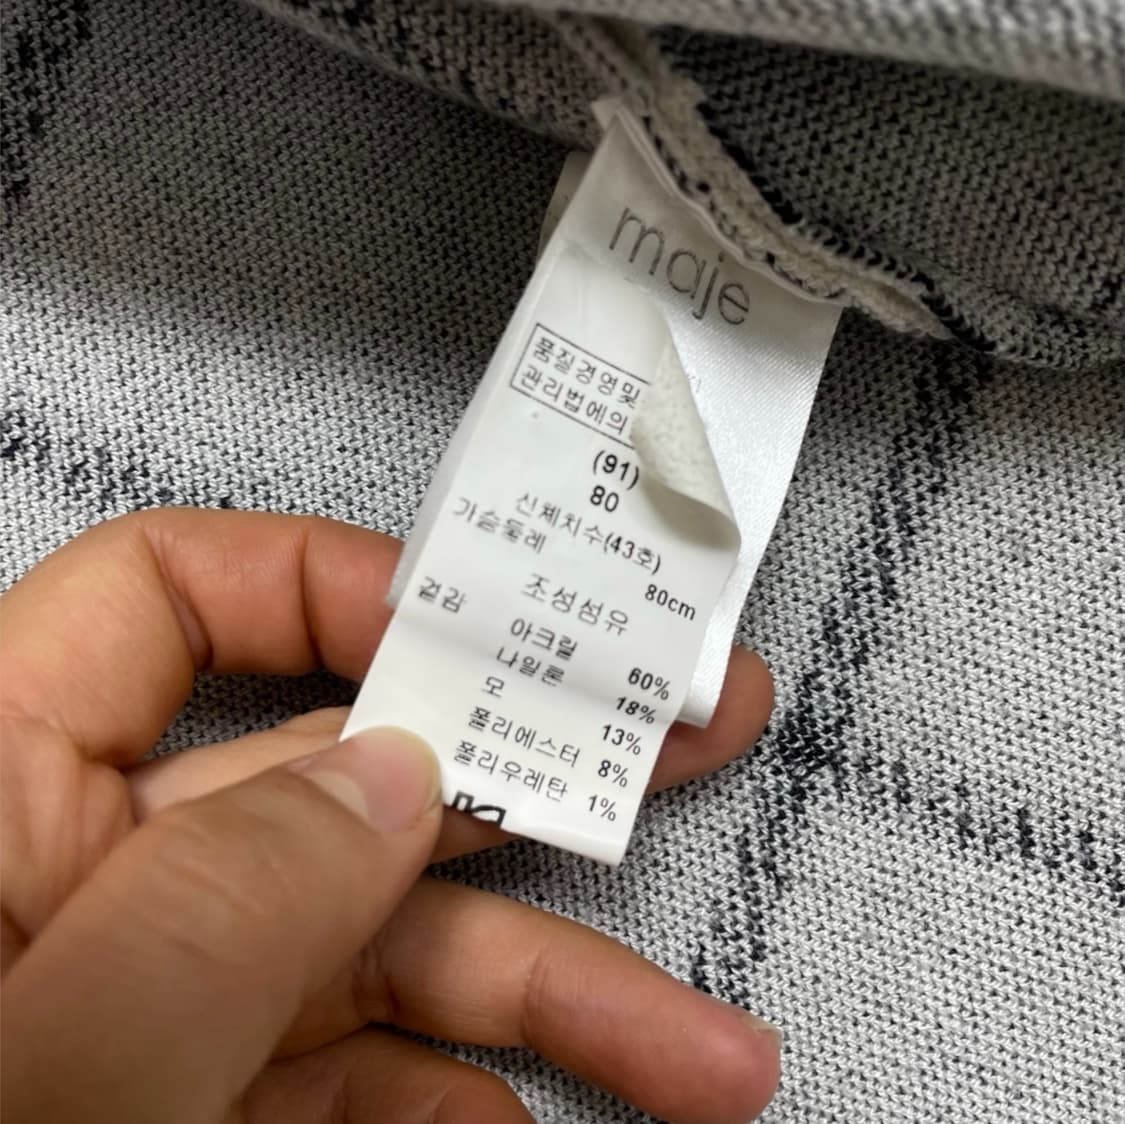 maje
품질경영및
관리법에의
(91)
80
신체치수(43호)
가슴둘레 80cm
조성섬유
겉감
아크릴 60%
나일론 18%
모 13%
폴리에스터 8%
폴리우레탄 1%